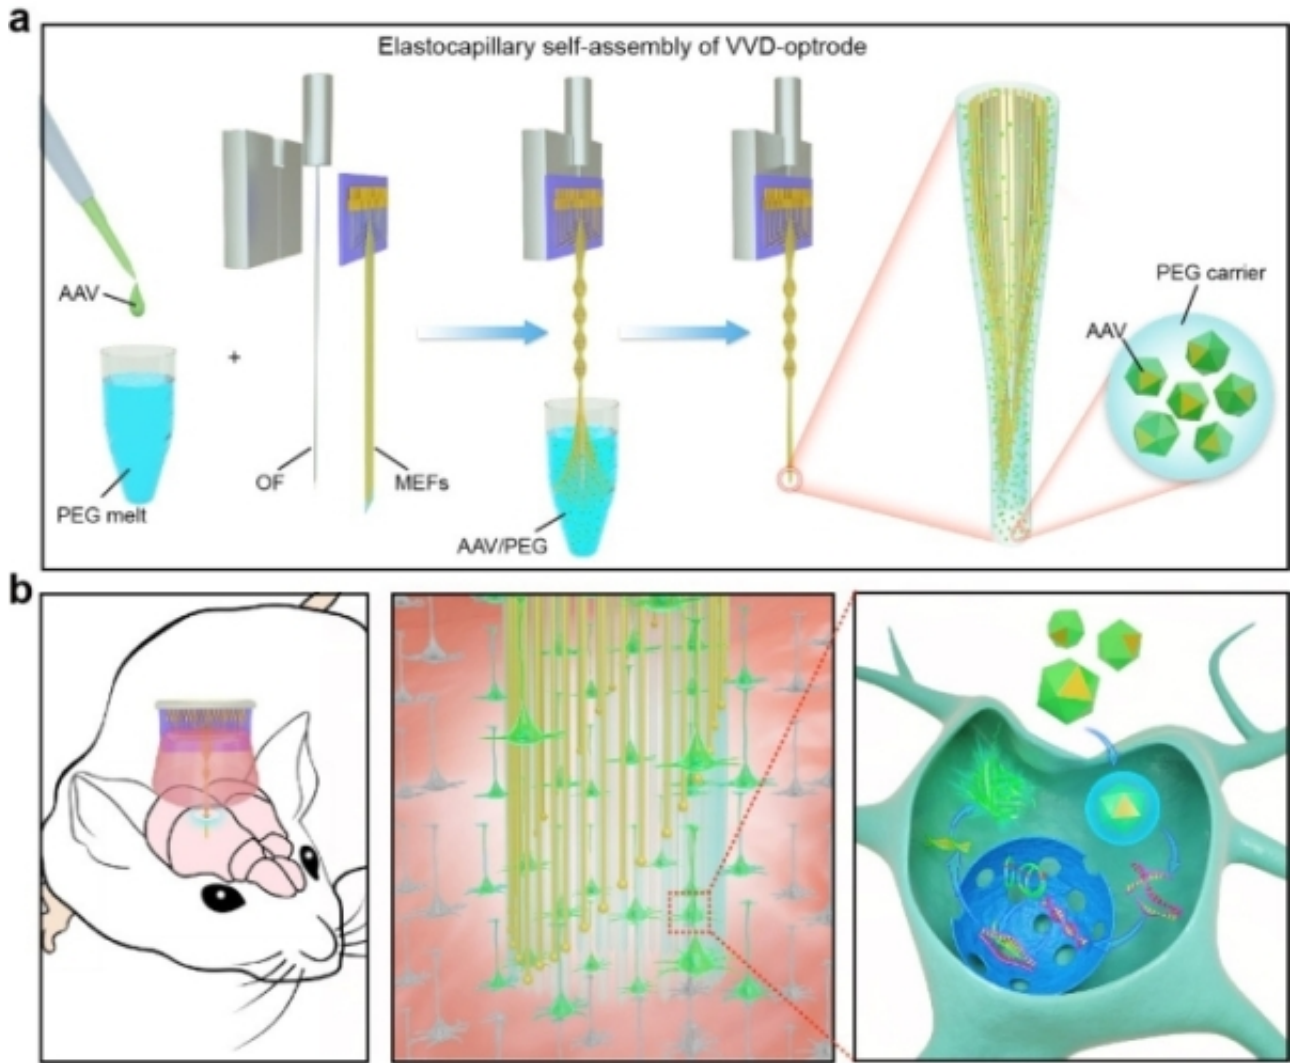 a
Elastocapillary self-assembly of VVD-optrode
AAV
+
PEG melt
OF
MEFs
AAV/PEG
PEG carrier
AAV
b